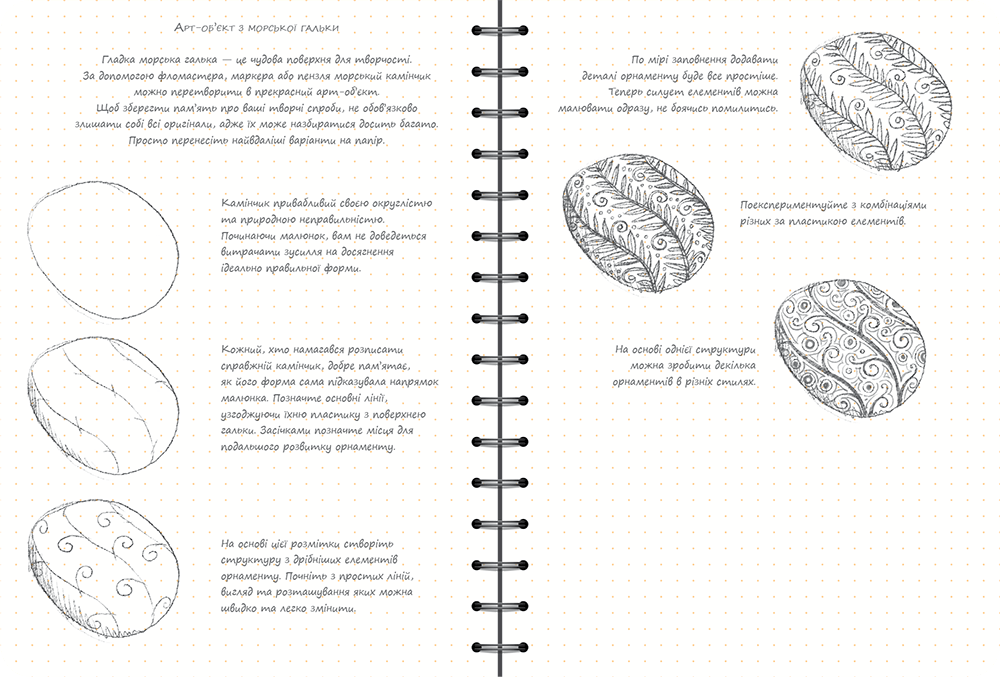 Арт-об'єкт з морської гальки
Гладка морська галька — це чудова поверхня для творчості.
За допомогою фломастера, маркера або пензля морський камінчик
можно перетворити в прекрасний арт-об'єкт.
Щоб зберегти пам'ять про ваші творчі спроби, не обов'язково
злишати собі всі оригінали, адже їх може назбиратися досить багато.
Просто перенесіть найвдаліші варіанти на папір.
Камінчик привабливий своєю округлістю
та природною неправильністю.
Починаючи малюнок, вам не доведеться
витрачати зусилля на досягнення
ідеально правильної форми.
Кожний, хто намагався розписати
справжній камінчик, добре пам'ятає,
як його форма сама підказувала напрямок
малюнка. Позначте основні лінії,
узгоджуючи їхню пластику з поверхнею
гальки. Засічками позначте місця для
подальшого розвитку орнаменту.
На основі цієї розмітки створіть
структуру з дрібніших елементів
орнаменту. Почніть з простих ліній,
вигляд та розташування яких можна
швидко та легко змінити.
По мірі заповнення додавати
деталі орнаменту буде все простіше.
Тепер силует елементів можна
малювати одразу, не боячись помилитись.
Поекспериментуйте з комбінаціями
різних за пластикою елементів.
На основі однієї структури
можна зробити декілька
орнаментів в різніх стилях.